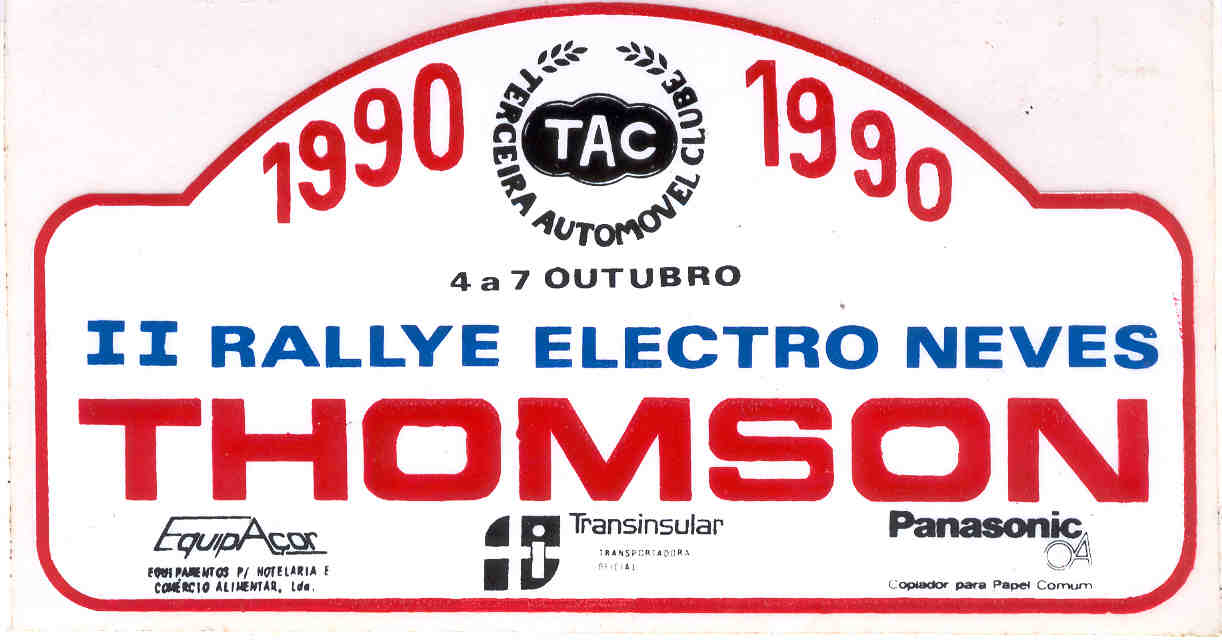 1990
TAC
TERCEIRA AUTOMOVEL CLUBE
1990
4 a 7 OUTUBRO
II RALLYE ELECTRO NEVES
THOMSON
EquipAçor
EQUIPAMENTOS P/ HOTELARIA E
COMÉRCIO ALIMENTAR, Lda.
Transinsular
TRANSPORTADORA
OFICIAL
Panasonic
OA
Copiador para Papel Comum